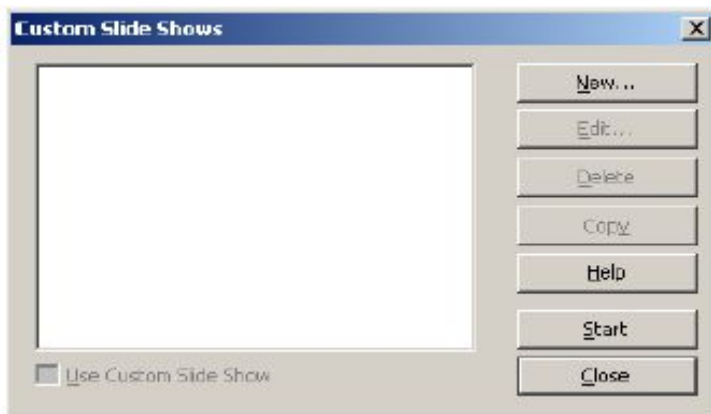 Custom Slide Shows
New...
Edit...
Delete
Copy
Help
Start
Use Custom Slide Show
Close